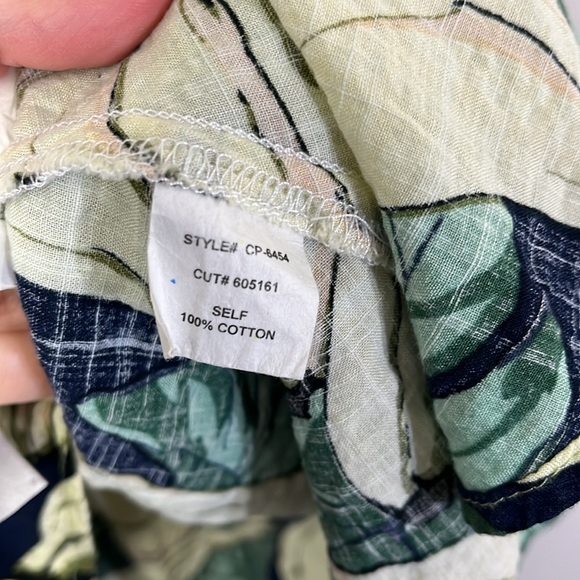 STYLE# CP-6454
CUT# 605161
SELF
100% COTTON